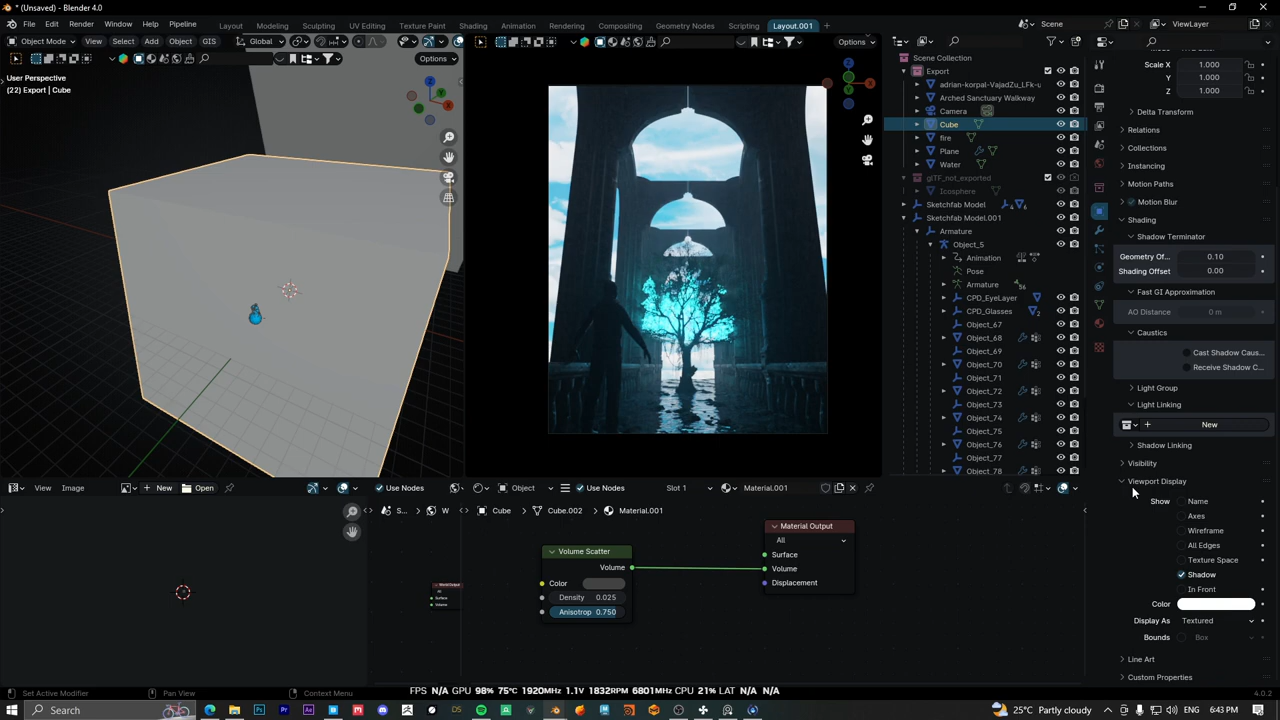 * (Unsaved) - Blender 4.0
File Edit Render Window Help Pipeline
Layout Modeling Sculpting UV Editing Texture Paint Shading Animation Rendering Compositing Geometry Nodes Scripting Layout.001 +
Scene
ViewLayer
Object Mode View Select Add Object GIS Global
Options
Options
User Perspective
(22) Export | Cube
Scene Collection
Export
adrian-korpal-VajadZu_LFk-u
Arched Sanctuary Walkway
Camera
Cube
fire
Plane
Water
glTF_not_exported
Icosphere
Sketchfab Model
Sketchfab Model.001
Armature
Object_5
Animation
Pose
Armature
CPD_EyeLayer
CPD_Glasses
Object_67
Object_68
Object_69
Object_70
Object_71
Object_72
Object_73
Object_74
Object_75
Object_76
Object_77
Object_78
Scale X 1.000
Y 1.000
Z 1.000
Delta Transform
Relations
Collections
Instancing
Motion Paths
Motion Blur
Shading
Shadow Terminator
Geometry Of... 0.10
Shading Offset 0.00
Fast GI Approximation
AO Distance 0 m
Caustics
Cast Shadow Caus...
Receive Shadow C...
Light Group
Light Linking
+ New
Shadow Linking
Visibility
Viewport Display
Show Name
Axes
Wireframe
All Edges
Texture Space
Shadow
In Front
Color
Display As Textured
Bounds Box
Line Art
Custom Properties
View Image + New Open
Use Nodes
Object Use Nodes Slot 1 Material.001
S... W
Cube Cube.002 Material.001
World Output
All
Surface
Volume
Volume Scatter
Volume
Color
Density 0.025
Anisotrop 0.750
Material Output
All
Surface
Volume
Displacement
Set Active Modifier Pan View Context Menu
FPS N/A GPU 98% 75°C 1920MHz 1.1V 1832RPM 6801MHz CPU 21% LAT N/A N/A
4.0.2
Search
25°C Partly cloudy ENG 6:43 PM